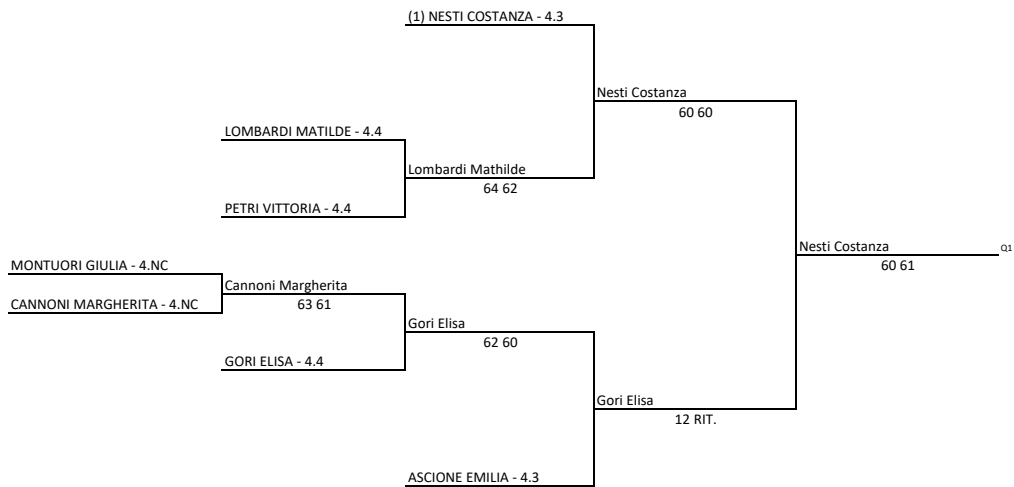 (1) NESTI COSTANZA - 4.3
Nesti Costanza
60 60
LOMBARDI MATILDE - 4.4
Lombardi Mathilde
64 62
PETRI VITTORIA - 4.4
Nesti Costanza
Q1
60 61
MONTUORI GIULIA - 4.NC
Cannoni Margherita
63 61
CANNONI MARGHERITA - 4.NC
Gori Elisa
62 60
GORI ELISA - 4.4
Gori Elisa
12 RIT.
ASCIONE EMILIA - 4.3